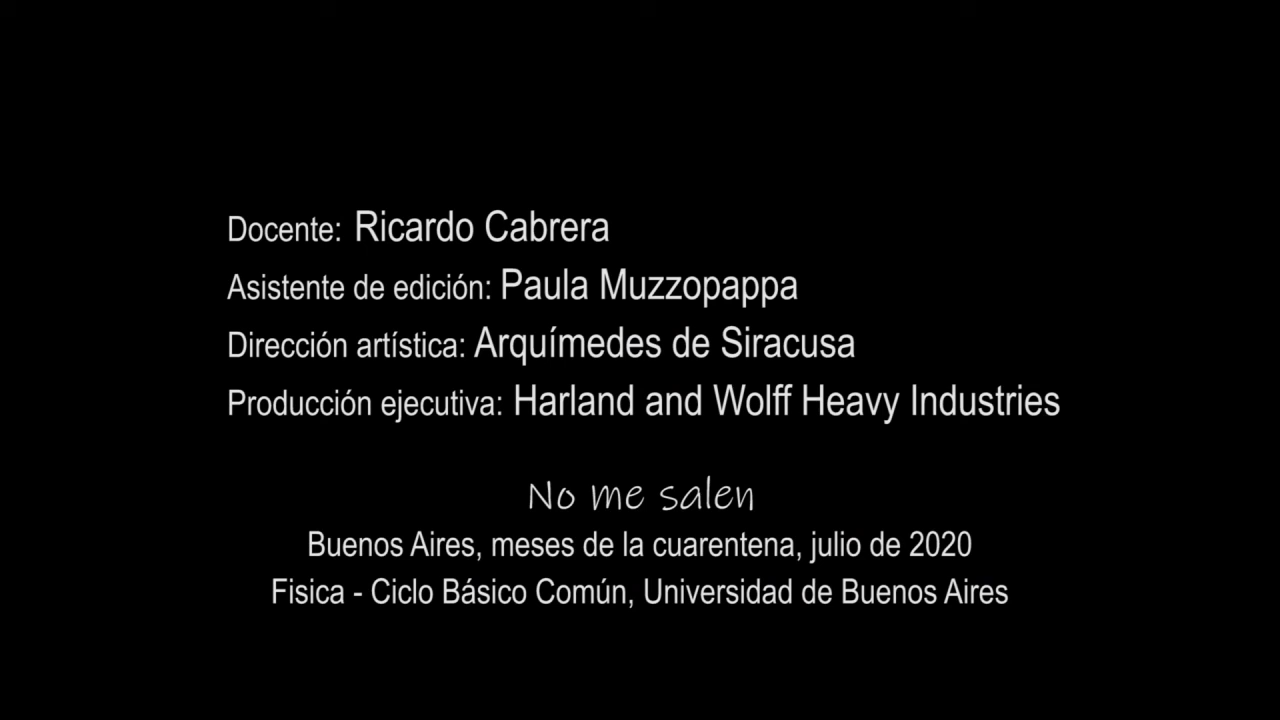 Docente: Ricardo Cabrera
Asistente de edición: Paula Muzzopappa
Dirección artística: Arquímedes de Siracusa
Producción ejecutiva: Harland and Wolff Heavy Industries
No me salen
Buenos Aires, meses de la cuarentena, julio de 2020
Fisica - Ciclo Básico Común, Universidad de Buenos Aires